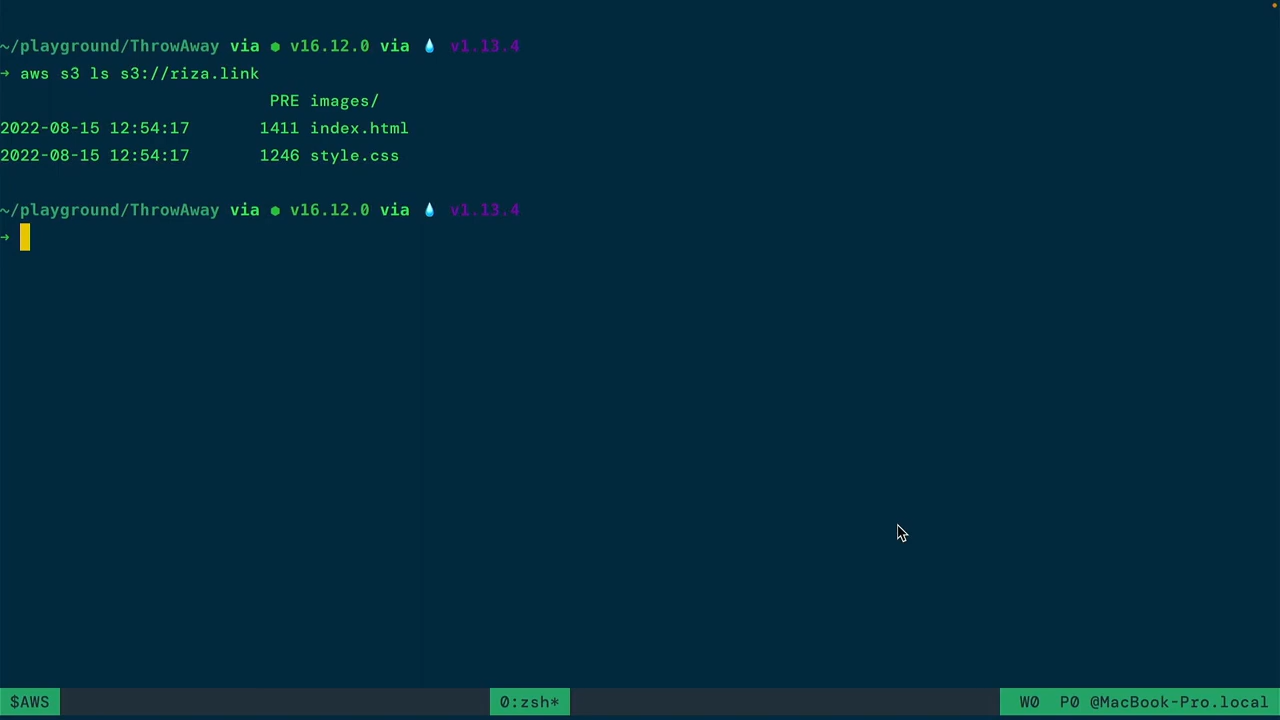 ~/playground/ThrowAway via ⬢ v16.12.0 via 💧 v1.13.4
→ aws s3 ls s3://riza.link
PRE images/
2022-08-15 12:54:17 1411 index.html
2022-08-15 12:54:17 1246 style.css
~/playground/ThrowAway via ⬢ v16.12.0 via 💧 v1.13.4
→
$AWS 0:zsh* W0 P0 @MacBook-Pro.local